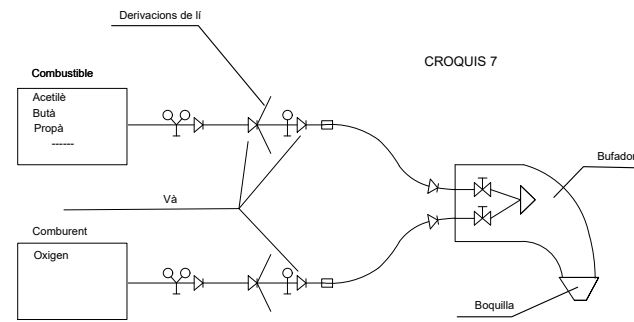 Derivacions de lí
CROQUIS 7
Combustible
Acetilè
Butà
Propà
------
Bufador
Và
Comburent
Oxigen
Boquilla